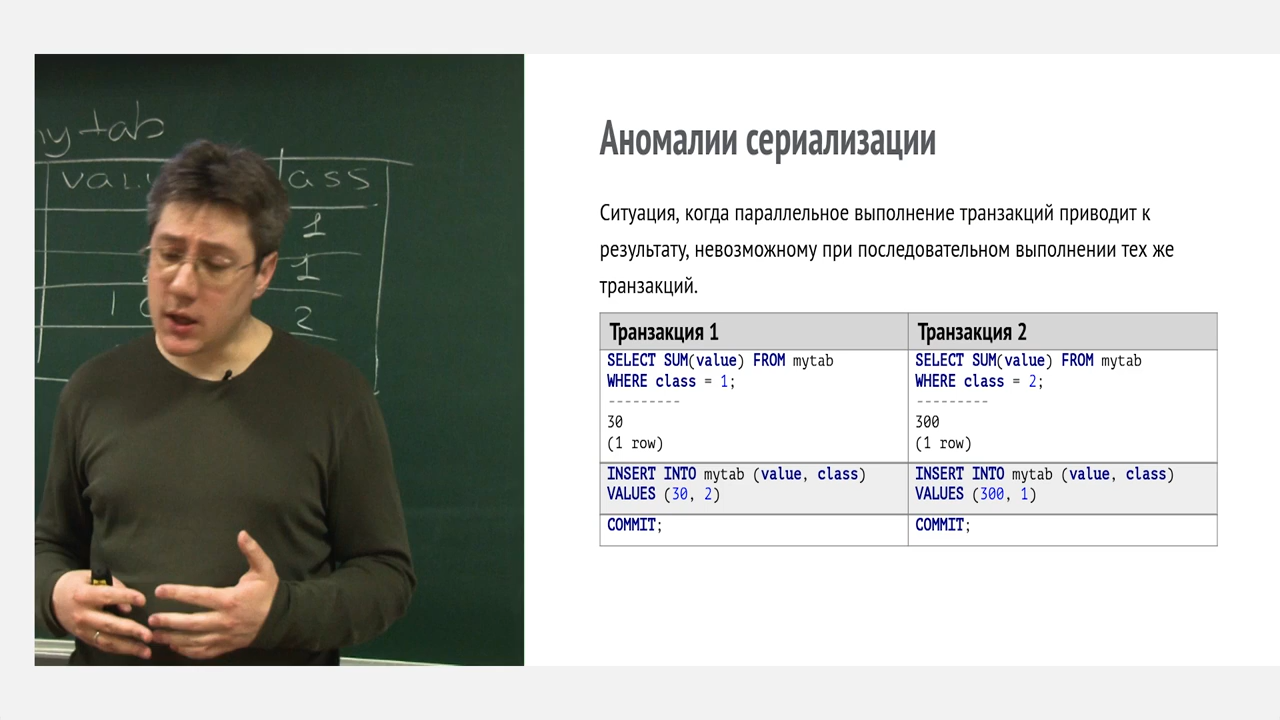 mytab
class
1
1
2
Аномалии сериализации
Ситуация, когда параллельное выполнение транзакций приводит к
результату, невозможному при последовательном выполнении тех же
транзакций.
Транзакция 1 Транзакция 2
SELECT SUM(value) FROM mytab SELECT SUM(value) FROM mytab
WHERE class = 1; WHERE class = 2;
--------- ---------
30 300
(1 row) (1 row)
INSERT INTO mytab (value, class) INSERT INTO mytab (value, class)
VALUES (30, 2) VALUES (300, 1)
COMMIT; COMMIT;